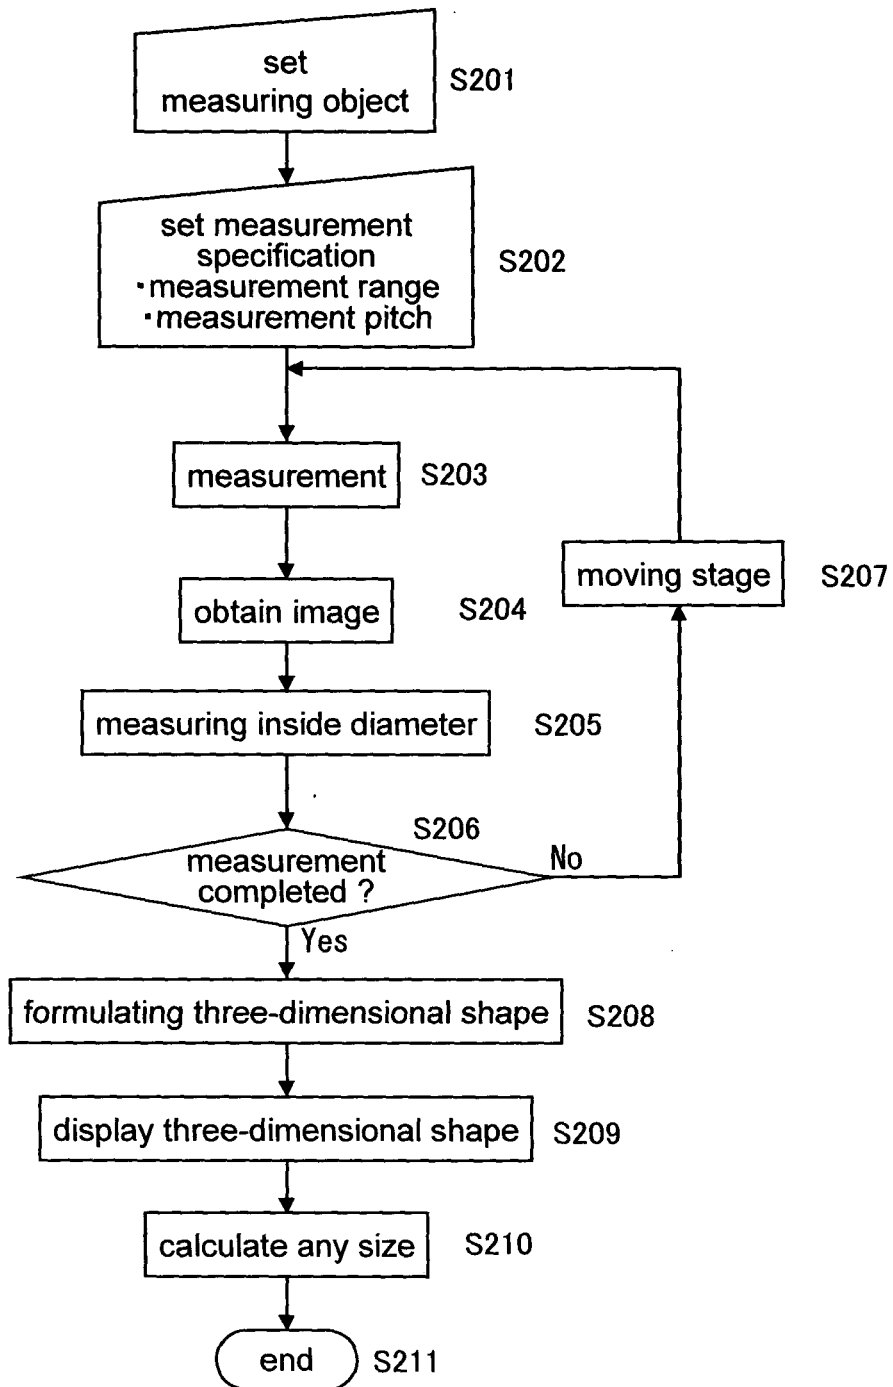 set
measuring object
S201
set measurement
specification
・measurement range
・measurement pitch
S202
measurement
S203
obtain image
S204
moving stage
S207
measuring inside diameter
S205
S206
measurement
completed ?
No
Yes
formulating three-dimensional shape
S208
display three-dimensional shape
S209
calculate any size
S210
end
S211